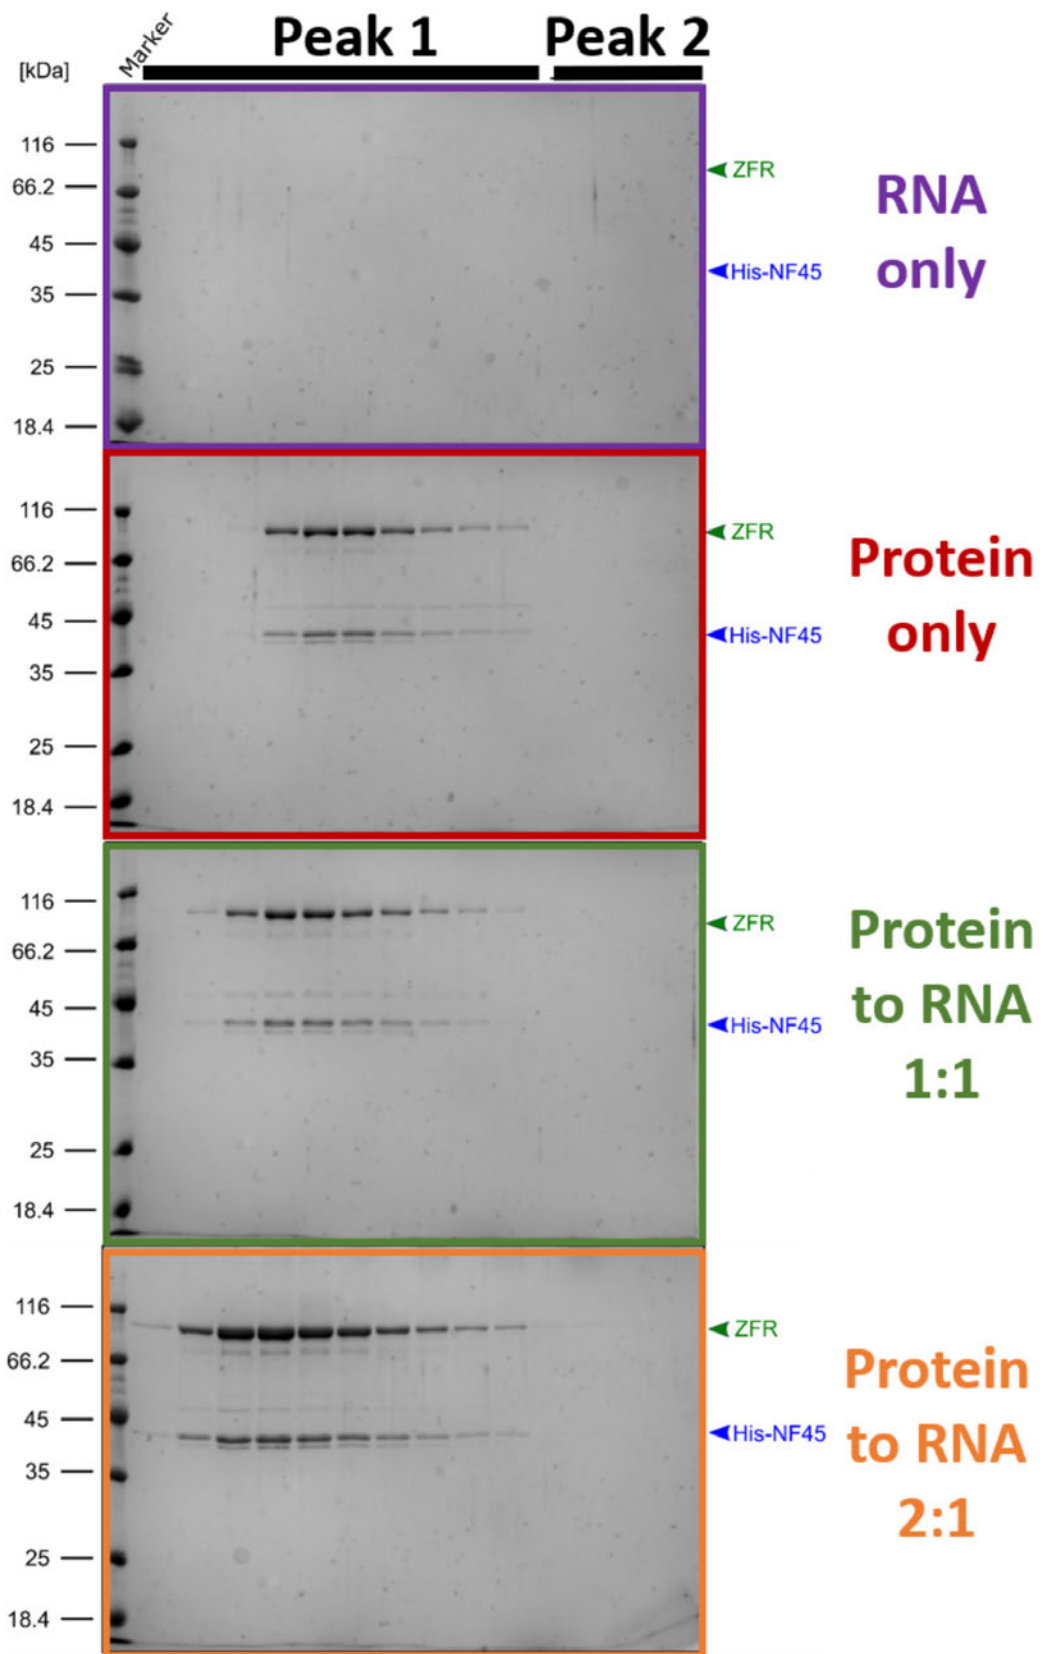 Peak 1 Peak 2
Marker
[kDa]
116
66.2
45
35
25
18.4
ZFR
His-NF45
RNA
only
116
66.2
45
35
25
18.4
ZFR
His-NF45
Protein
only
116
66.2
45
35
25
18.4
ZFR
His-NF45
Protein
to RNA
1:1
116
66.2
45
35
25
18.4
ZFR
His-NF45
Protein
to RNA
2:1